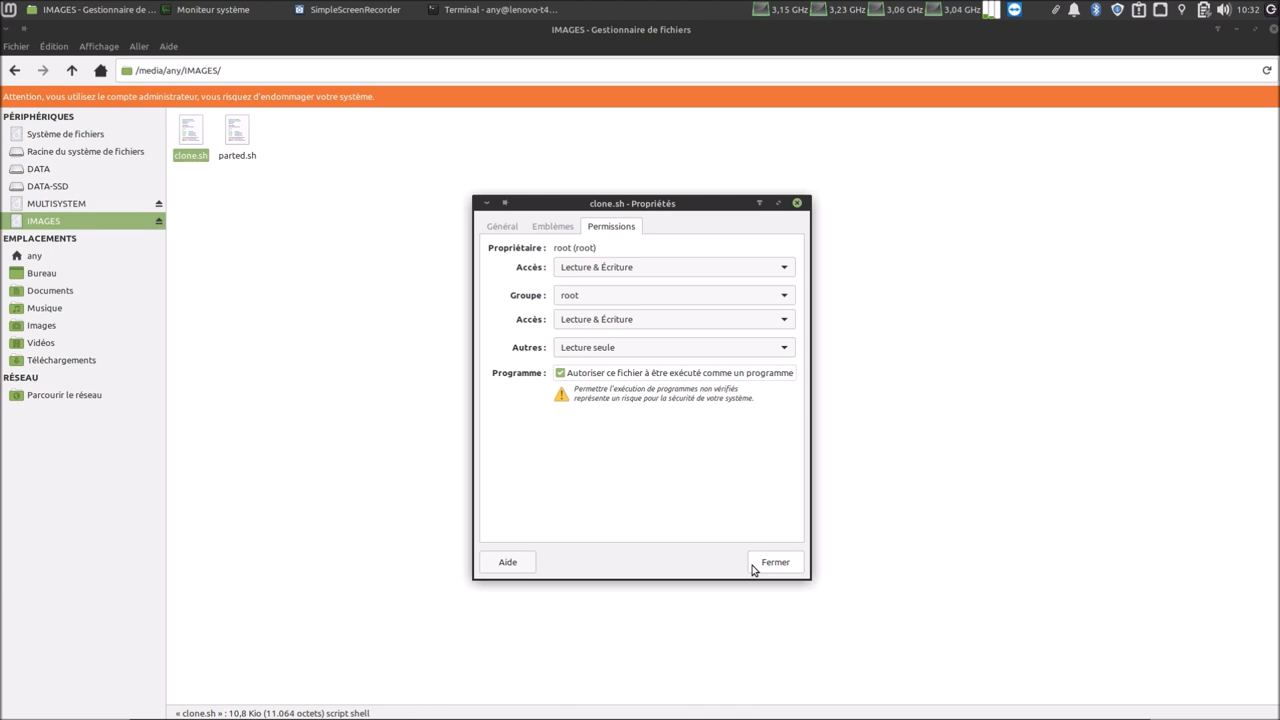 IMAGES - Gestionnaire de ...
Moniteur système
SimpleScreenRecorder
Terminal - any@lenovo-t4...
3,15 GHz
3,23 GHz
3,06 GHz
3,04 GHz
10:32
IMAGES - Gestionnaire de fichiers
Fichier Édition Affichage Aller Aide
/media/any/IMAGES/
Attention, vous utilisez le compte administrateur, vous risquez d'endommager votre système.
PÉRIPHÉRIQUES
Système de fichiers
Racine du système de fichiers
DATA
DATA-SSD
MULTISYSTEM
IMAGES
EMPLACEMENTS
any
Bureau
Documents
Musique
Images
Vidéos
Téléchargements
RÉSEAU
Parcourir le réseau
clone.sh
parted.sh
clone.sh - Propriétés
Général Emblèmes Permissions
Propriétaire : root (root)
Accès : Lecture & Écriture
Groupe : root
Accès : Lecture & Écriture
Autres : Lecture seule
Programme : Autoriser ce fichier à être exécuté comme un programme
Permettre l'exécution de programmes non vérifiés
représente un risque pour la sécurité de votre système.
Aide
Fermer
« clone.sh » : 10,8 Kio (11.064 octets) script shell